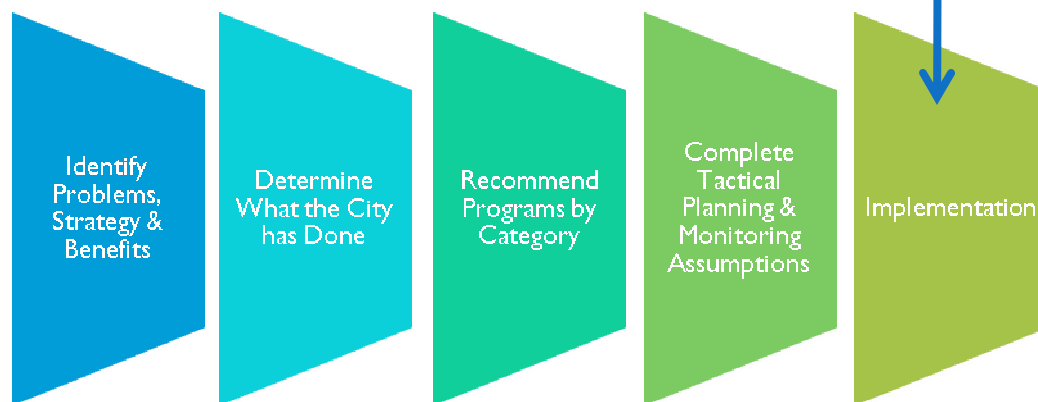 Identify
Problems,
Strategy &
Benefits
Determine
What the City
has Done
Recommend
Programs by
Category
Complete
Tactical
Planning &
Monitoring
Assumptions
Implementation